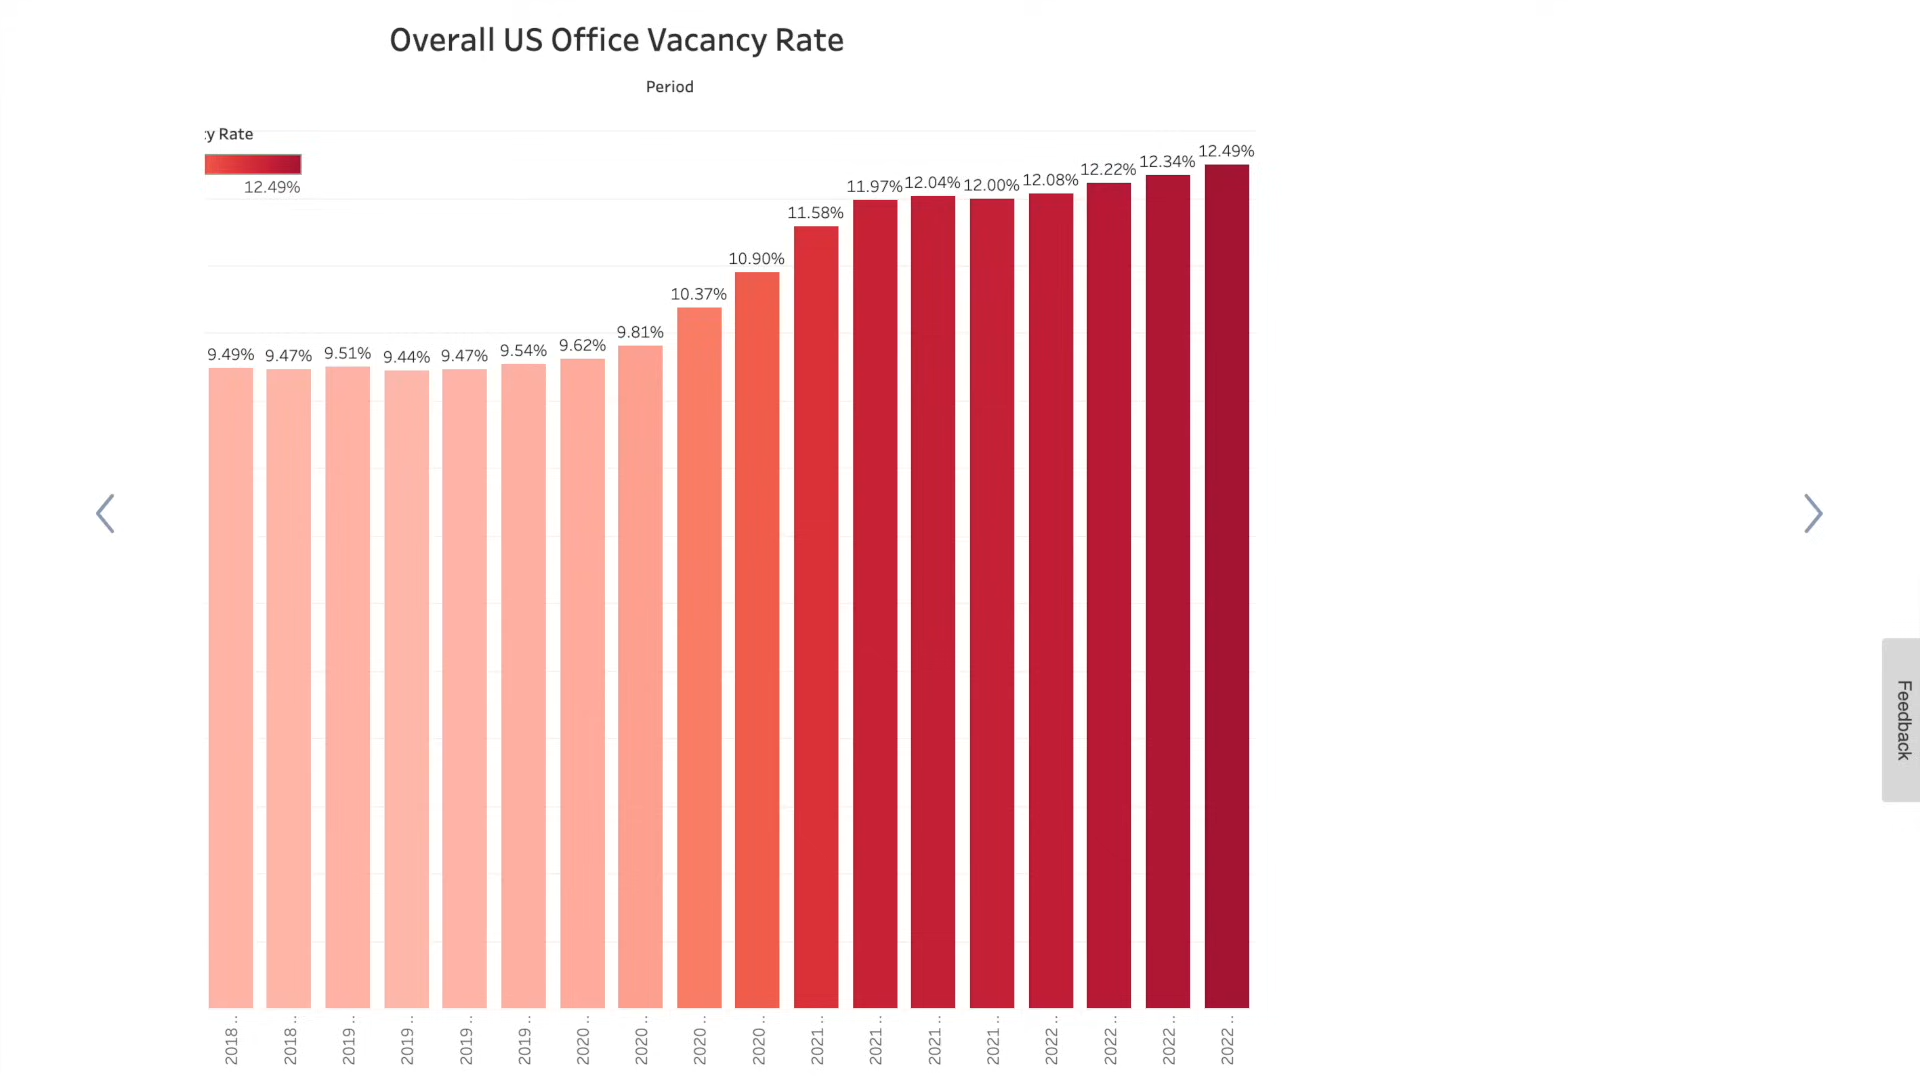 Overall US Office Vacancy Rate
Period
cy Rate
12.49%
9.49% 9.47% 9.51% 9.44% 9.47% 9.54% 9.62% 9.81% 10.37% 10.90% 11.58% 11.97% 12.04% 12.00% 12.08% 12.22% 12.34% 12.49%
2018 .. 2018 .. 2019 .. 2019 .. 2019 .. 2019 .. 2020 .. 2020 .. 2020 .. 2020 .. 2021 .. 2021 .. 2021 .. 2021 .. 2022 .. 2022 .. 2022 .. 2022 ..
Feedback